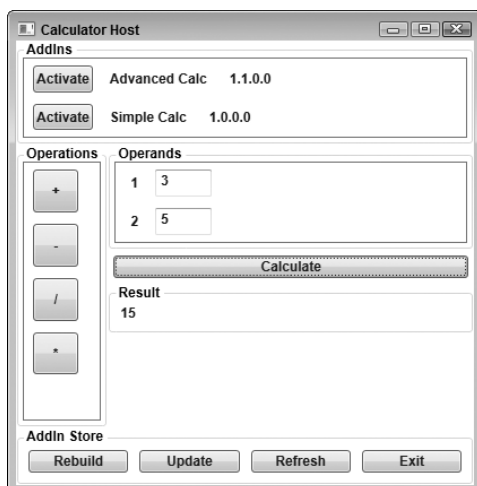 Calculator Host
AddIns
Activate Advanced Calc 1.1.0.0
Activate Simple Calc 1.0.0.0
Operations
Operands
+
1 3
-
2 5
Calculate
/
Result
15
*
AddIn Store
Rebuild Update Refresh Exit